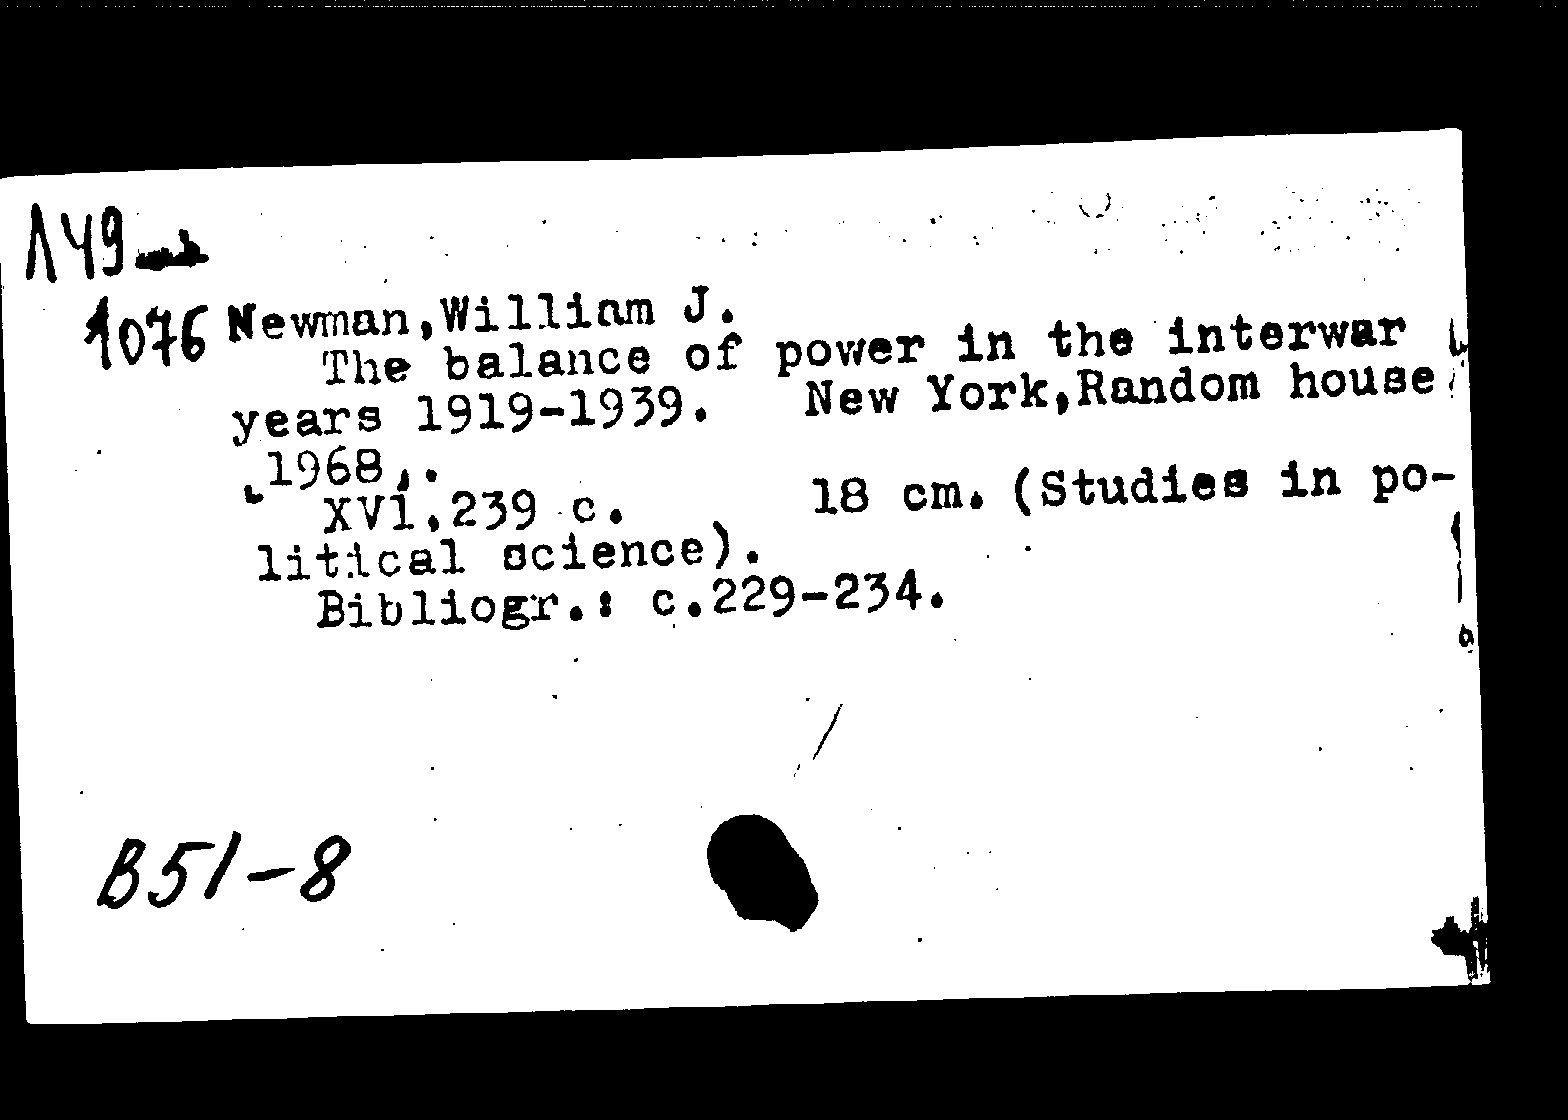 Л49
1076 Newman,William J.
The balance of power in the interwar
years 1919-1939. New York,Random house
1968.
XVI,239 c. 18 cm. (Studies in po-
litical science).
Bibliogr.: c.229-234.
B51-8